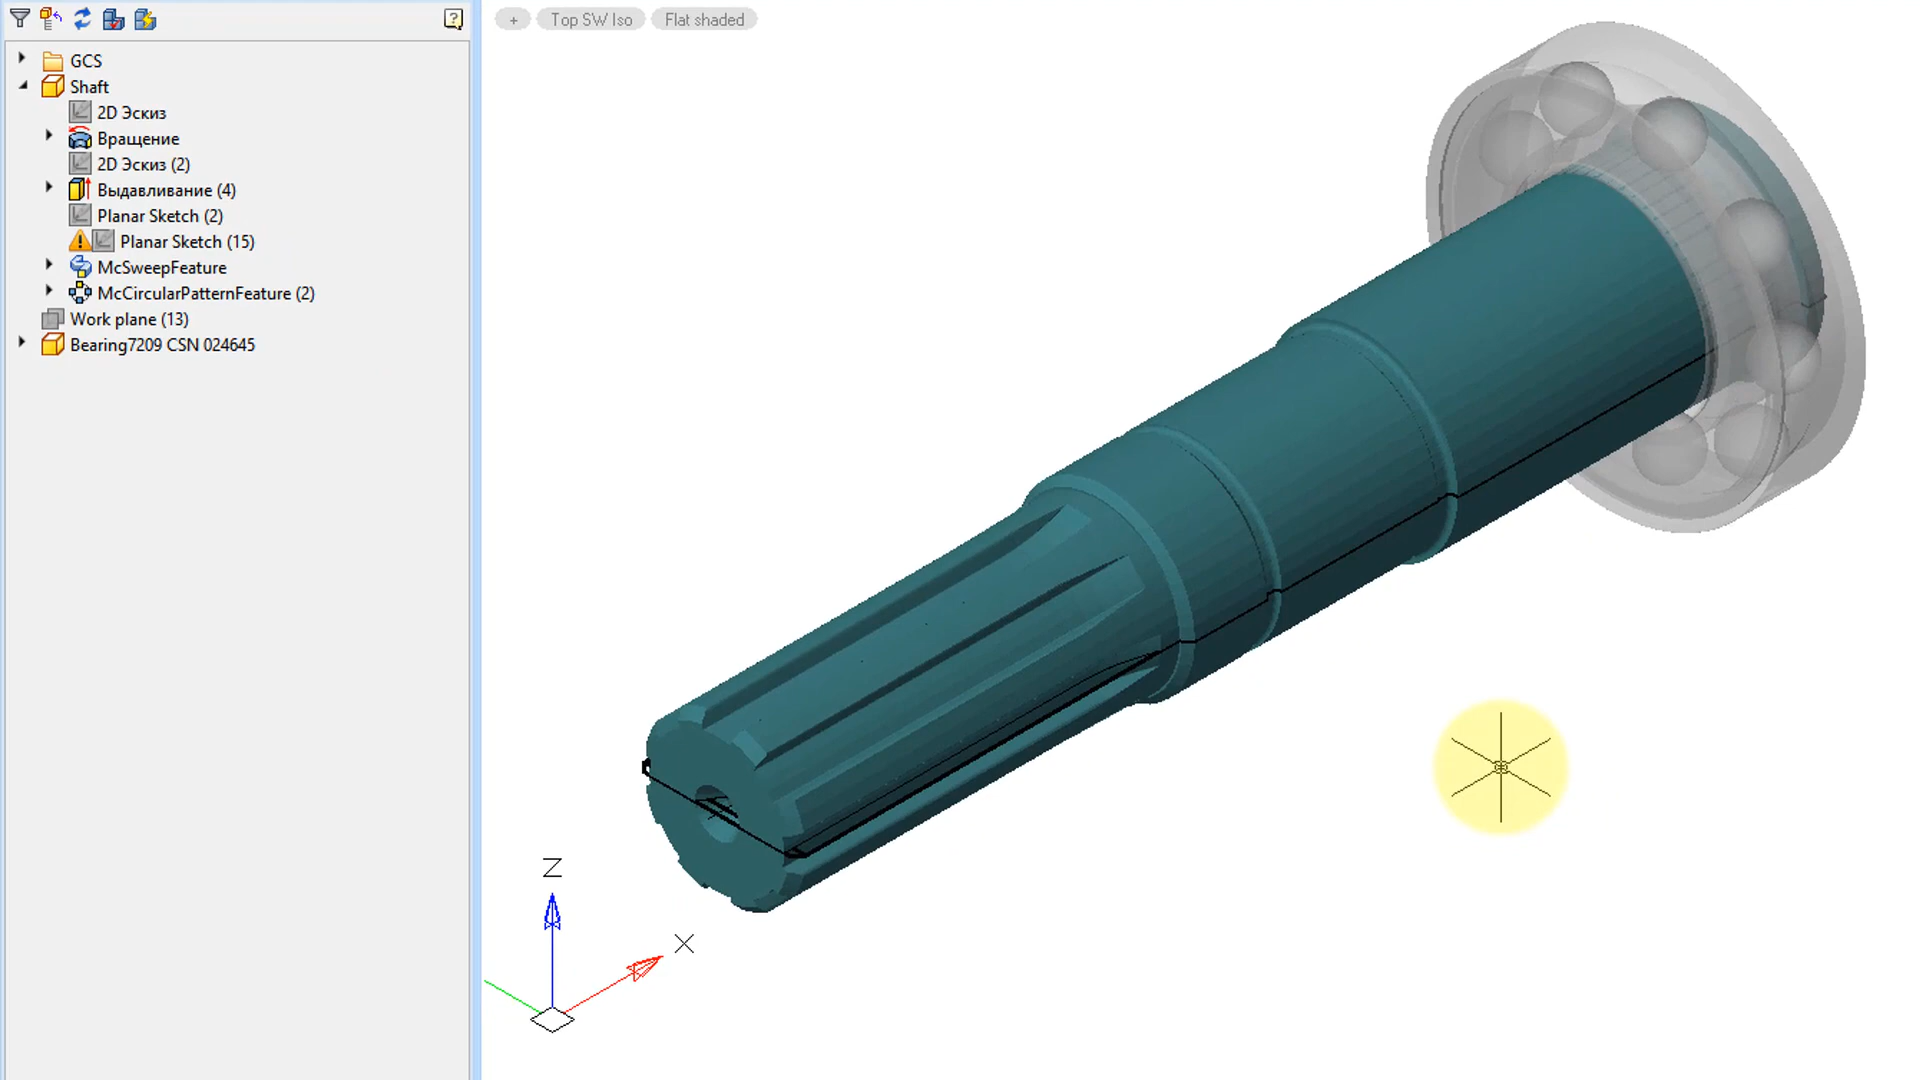 + Top SW Iso Flat shaded
GCS
Shaft
2D Эскиз
Вращение
2D Эскиз (2)
Выдавливание (4)
Planar Sketch (2)
Planar Sketch (15)
McSweepFeature
McCircularPatternFeature (2)
Work plane (13)
Bearing7209 CSN 024645
Z
X